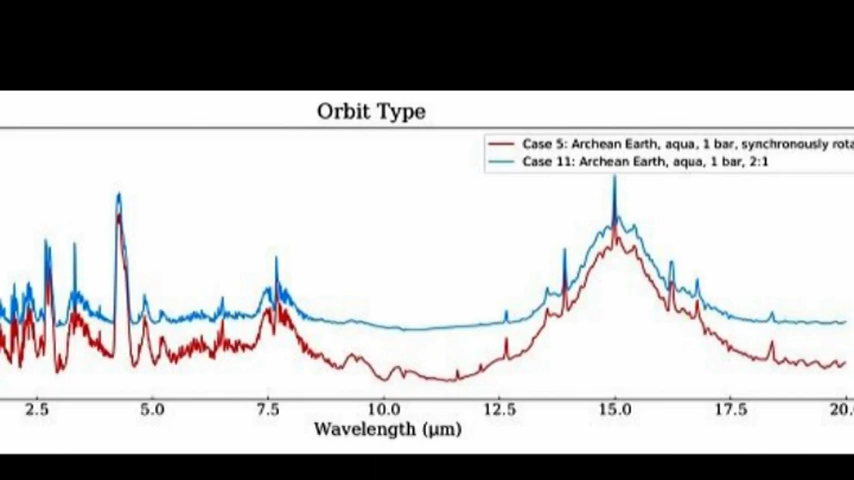 Orbit Type
Case 5: Archean Earth, aqua, 1 bar, synchronously rota
Case 11: Archean Earth, aqua, 1 bar, 2:1
2.5 5.0 7.5 10.0 12.5 15.0 17.5 20.
Wavelength (μm)